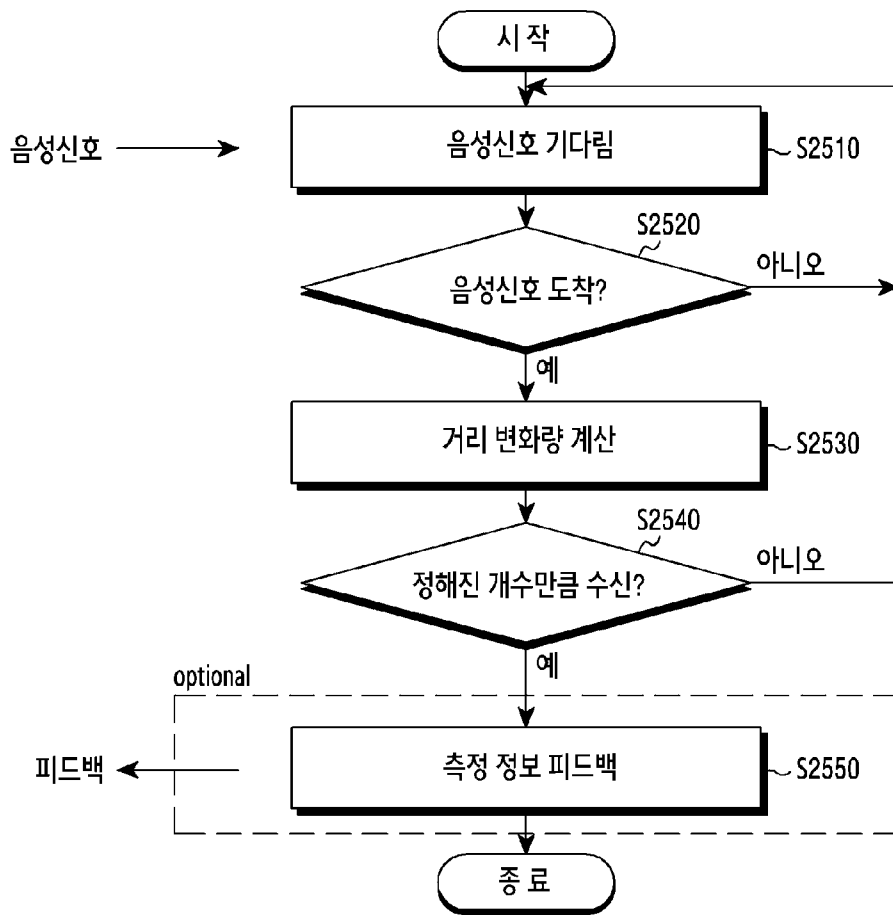 시 작
음성신호
음성신호 기다림
S2510
S2520
음성신호 도착?
아니오
예
거리 변화량 계산
S2530
S2540
정해진 개수만큼 수신?
아니오
예
optional
피드백
측정 정보 피드백
S2550
종 료